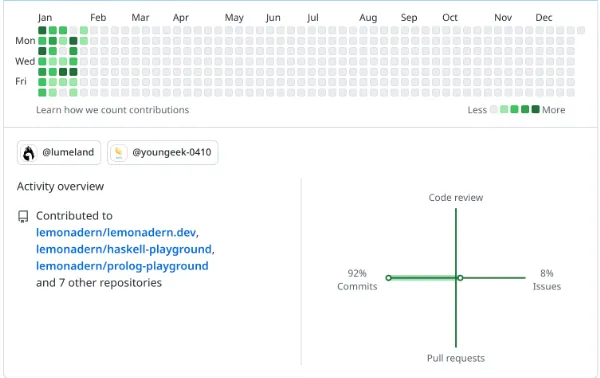 Jan Feb Mar Apr May Jun Jul Aug Sep Oct Nov Dec
Mon
Wed
Fri
Learn how we count contributions
Less More
@lumeland @youngeek-0410
Activity overview
Contributed to
lemonadern/lemonadern.dev,
lemonadern/haskell-playground,
lemonadern/prolog-playground
and 7 other repositories
Code review
92%
Commits
8%
Issues
Pull requests